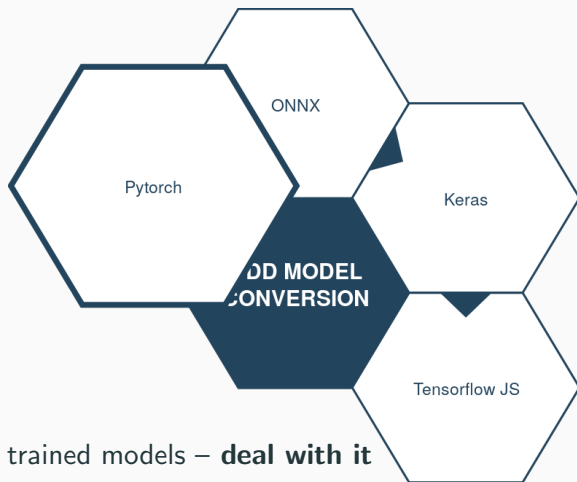 ONNX
Pytorch
Keras
DD MODEL
CONVERSION
Tensorflow JS
trained models – deal with it